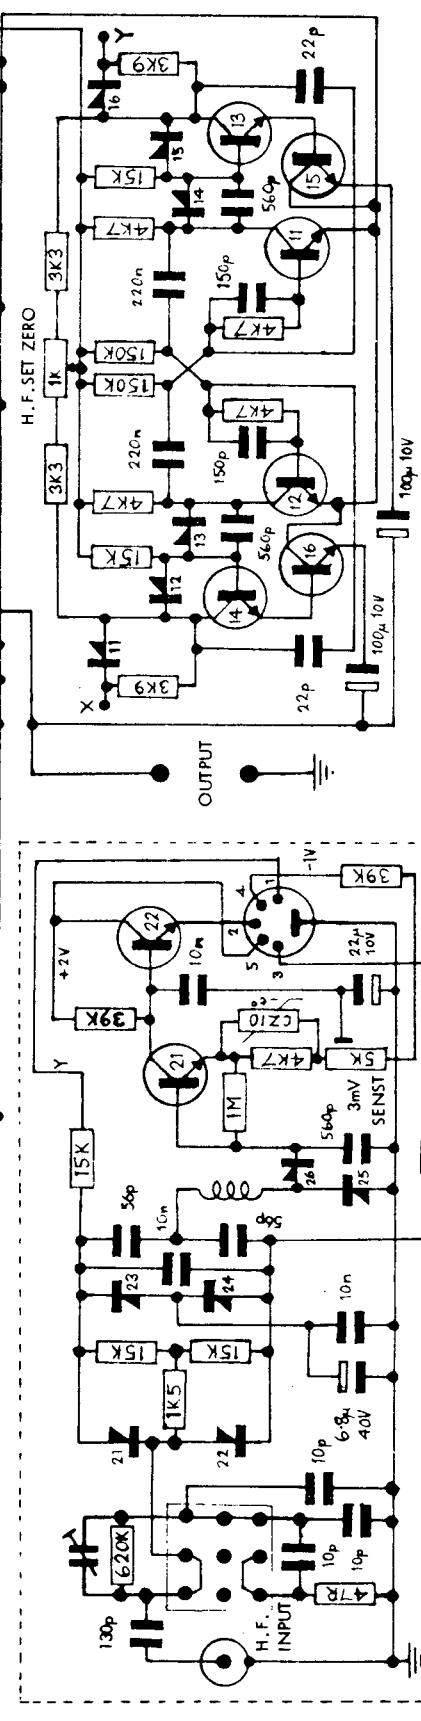 Y
3K9
16
22p
13
15
15K
14
560p
15
3K3
4K7
11
H.F. SET ZERO
220n
150p
4K7
1K
150K
150K
220n
150p
4K7
3K3
4K7
12
100µ 10V
13
560p
15K
12
16
14
11
100µ 10V
X
3K9
22p
OUTPUT
-1V
4
1
39K
22
2
5
3
+2V
10n
22µ
10V
39K
Y
21
CZ10
-t°
4K7
5K
1M
3mV
SENST
15K
560p
26
25
56p
10n
56p
23
24
15K
15K
10n
1K5
6·8µ
40V
21
22
10p
620K
10p
10p
130p
H.F.
INPUT
47Ω